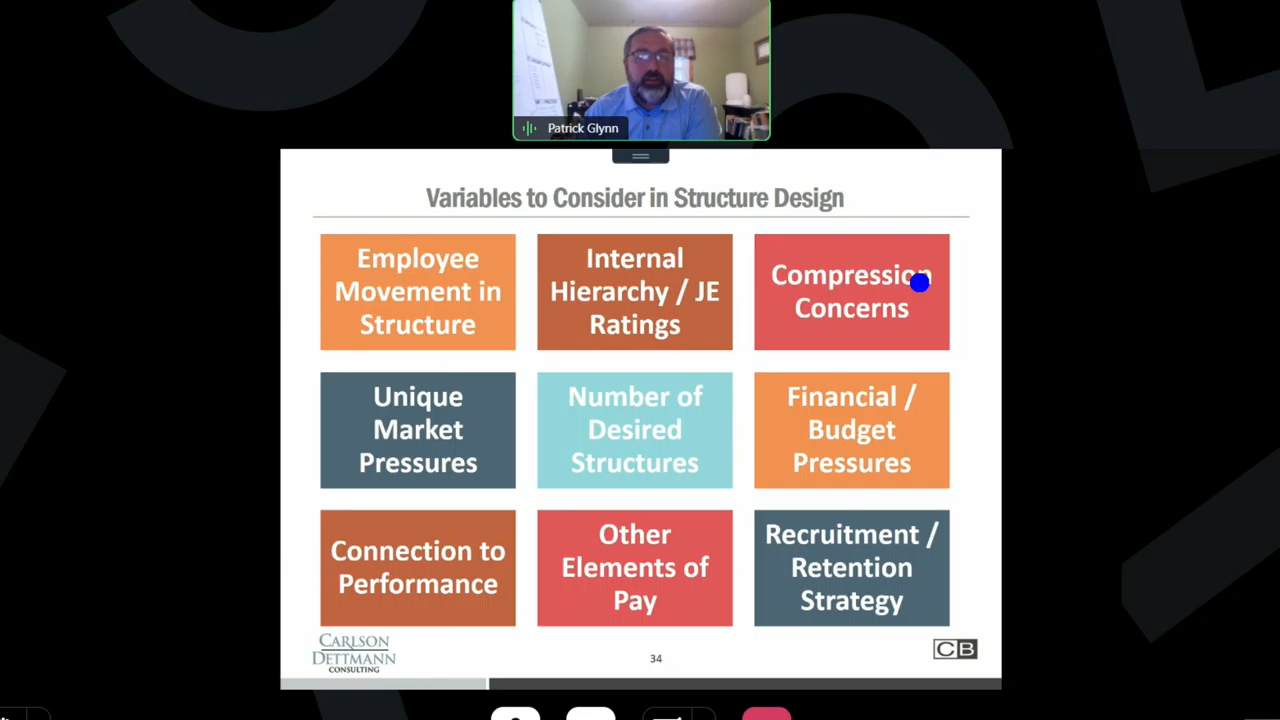 Patrick Glynn
Variables to Consider in Structure Design
Employee
Movement in
Structure
Internal
Hierarchy / JE
Ratings
Compression
Concerns
Unique
Market
Pressures
Number of
Desired
Structures
Financial /
Budget
Pressures
Connection to
Performance
Other
Elements of
Pay
Recruitment /
Retention
Strategy
CARLSON
DETTMANN
CONSULTING
34
CB